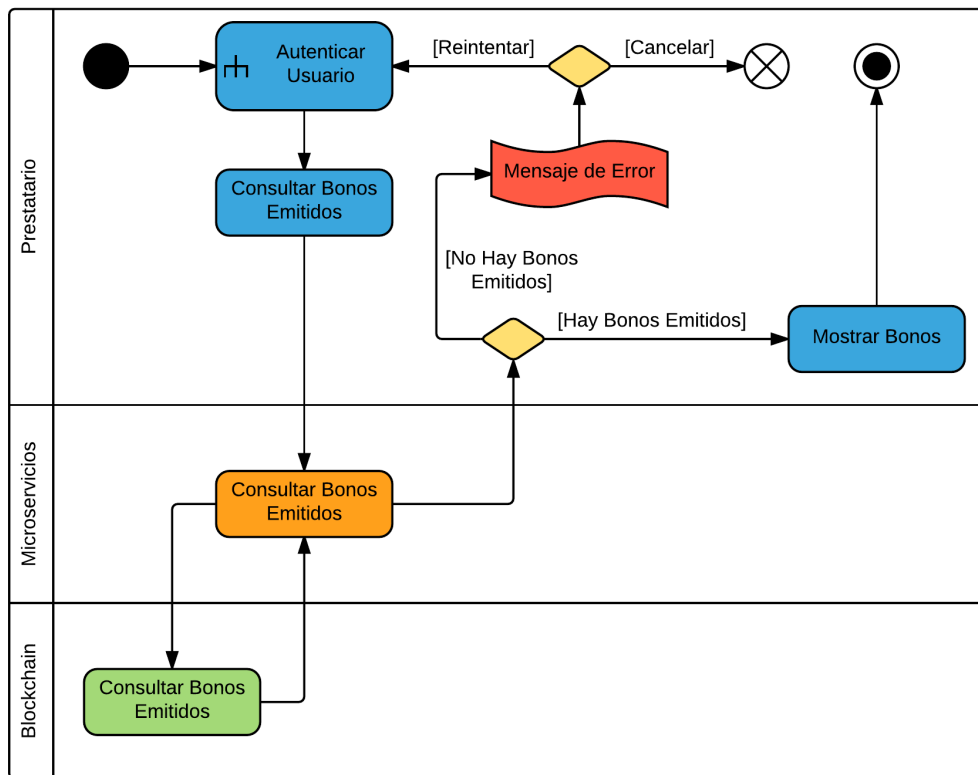 Prestatario
Autenticar
Usuario
[Reintentar]
[Cancelar]
Mensaje de Error
Consultar Bonos
Emitidos
[No Hay Bonos
Emitidos]
[Hay Bonos Emitidos]
Mostrar Bonos
Microservicios
Consultar Bonos
Emitidos
Blockchain
Consultar Bonos
Emitidos